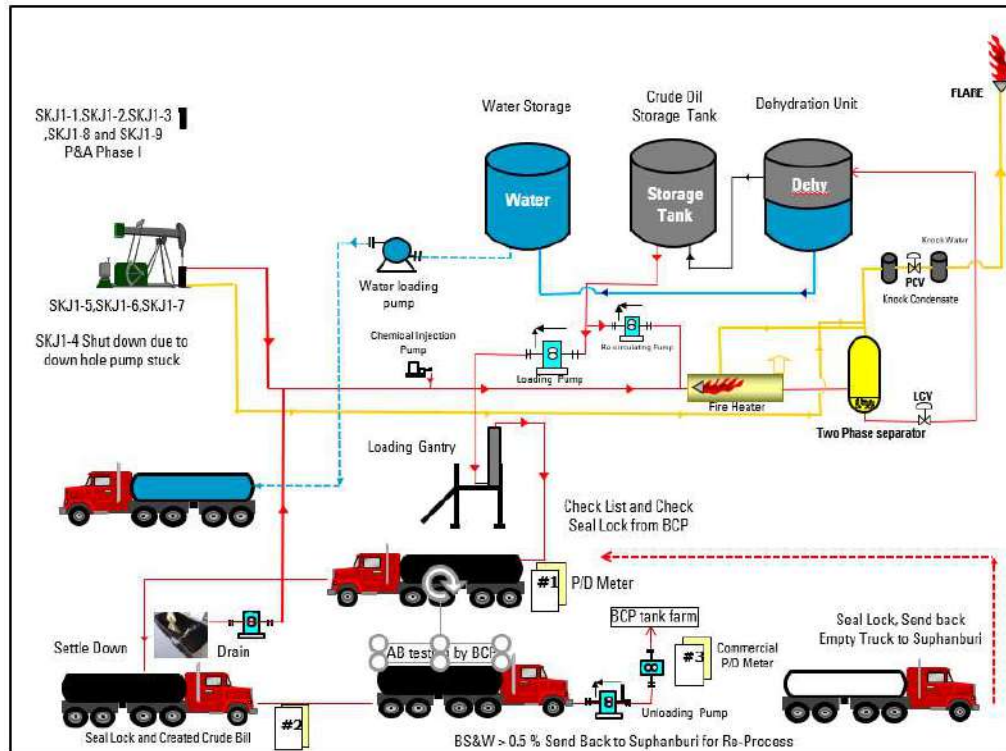 SKJ1-1.SKJ1-2.SKJ1-3
,SKJ1-8 and SKJ1-9
P&A Phase I
Water Storage
Crude Oil
Storage Tank
Dehydration Unit
FLARE
Water
Storage
Tank
Dehy
Knock Water
PCV
Knock Condensate
Water loading
pump
SKJ1-5,SKJ1-6,SKJ1-7
SKJ1-4 Shut down due to
down hole pump stuck
Chemical Injection
Pump
Loading Pump
Re-circulating Pump
Fire Heater
LCV
Two Phase separator
Loading Gantry
Check List and Check
Seal Lock from BCP
#1
P/D Meter
Settle Down
Drain
AB tested by BCP
BCP tank farm
#3
Commercial
P/D Meter
Seal Lock, Send back
Empty Truck to Suphanburi
Unloading Pump
Seal Lock and Created Crude Bill
#2
BS&W > 0.5 % Send Back to Suphanburi for Re-Process